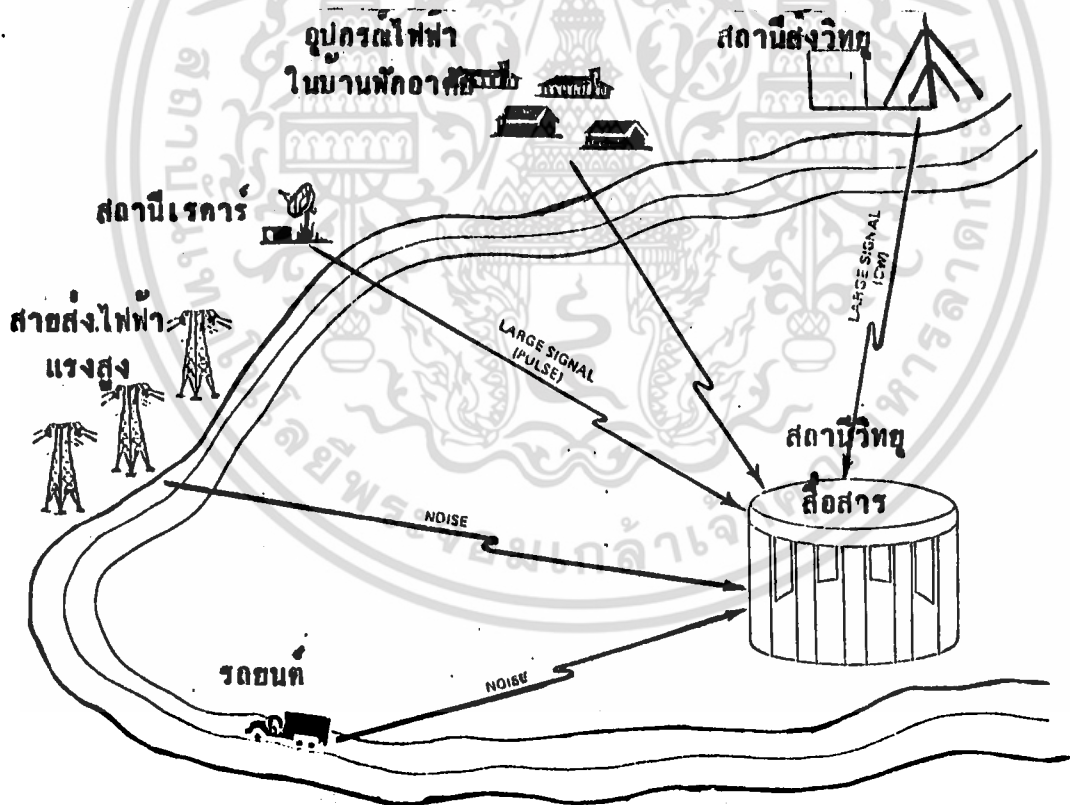 อุปกรณ์ไฟฟ้า
ในบ้านพักอาศัย
สถานีส่งวิทยุ
สถานีเรดาร์
LARGE SIGNAL
(CW)
สายส่งไฟฟ้า
แรงสูง
LARGE SIGNAL
(PULSE)
สถานีวิทยุ
สื่อสาร
NOISE
รถยนต์
NOISE